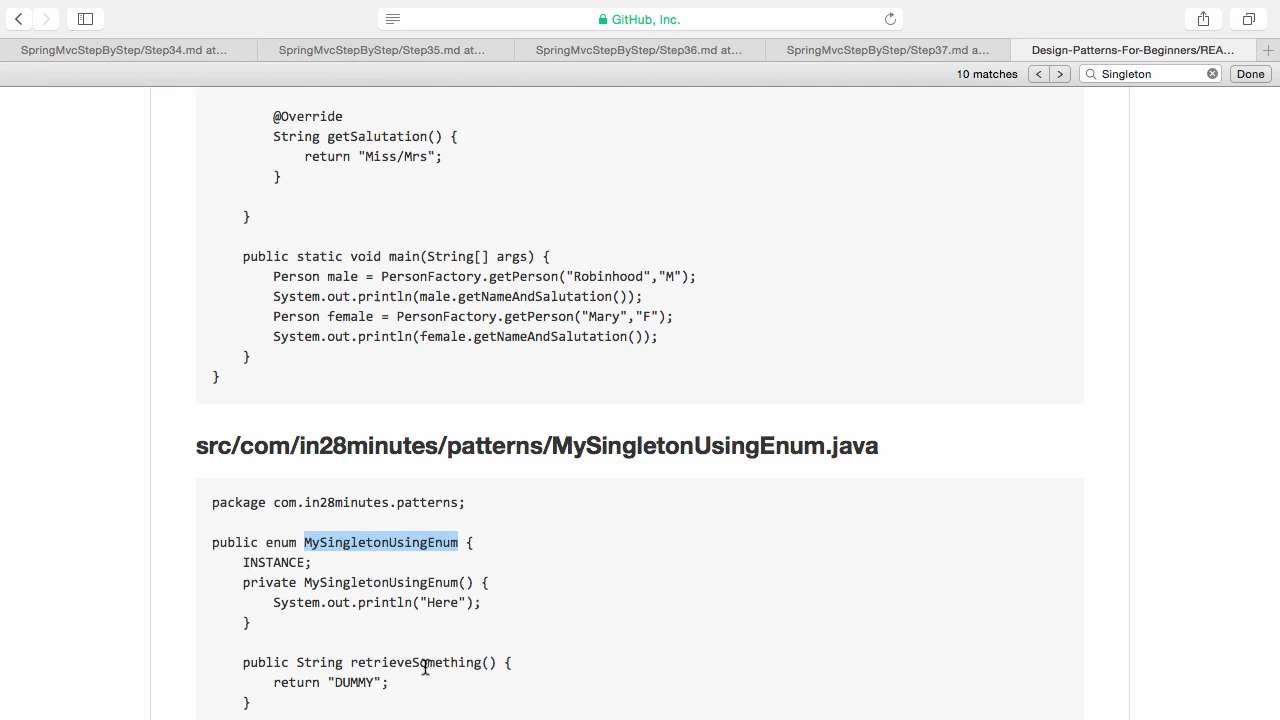 GitHub, Inc.
SpringMvcStepByStep/Step34.md at...
SpringMvcStepByStep/Step35.md at...
SpringMvcStepByStep/Step36.md at...
SpringMvcStepByStep/Step37.md a...
Design-Patterns-For-Beginners/REA...
10 matches
Singleton
Done
@Override
String getSalutation() {
return "Miss/Mrs";
}
}
public static void main(String[] args) {
Person male = PersonFactory.getPerson("Robinhood","M");
System.out.println(male.getNameAndSalutation());
Person female = PersonFactory.getPerson("Mary","F");
System.out.println(female.getNameAndSalutation());
}
}
src/com/in28minutes/patterns/MySingletonUsingEnum.java
package com.in28minutes.patterns;
public enum MySingletonUsingEnum {
INSTANCE;
private MySingletonUsingEnum() {
System.out.println("Here");
}
public String retrieveSomething() {
return "DUMMY";
}